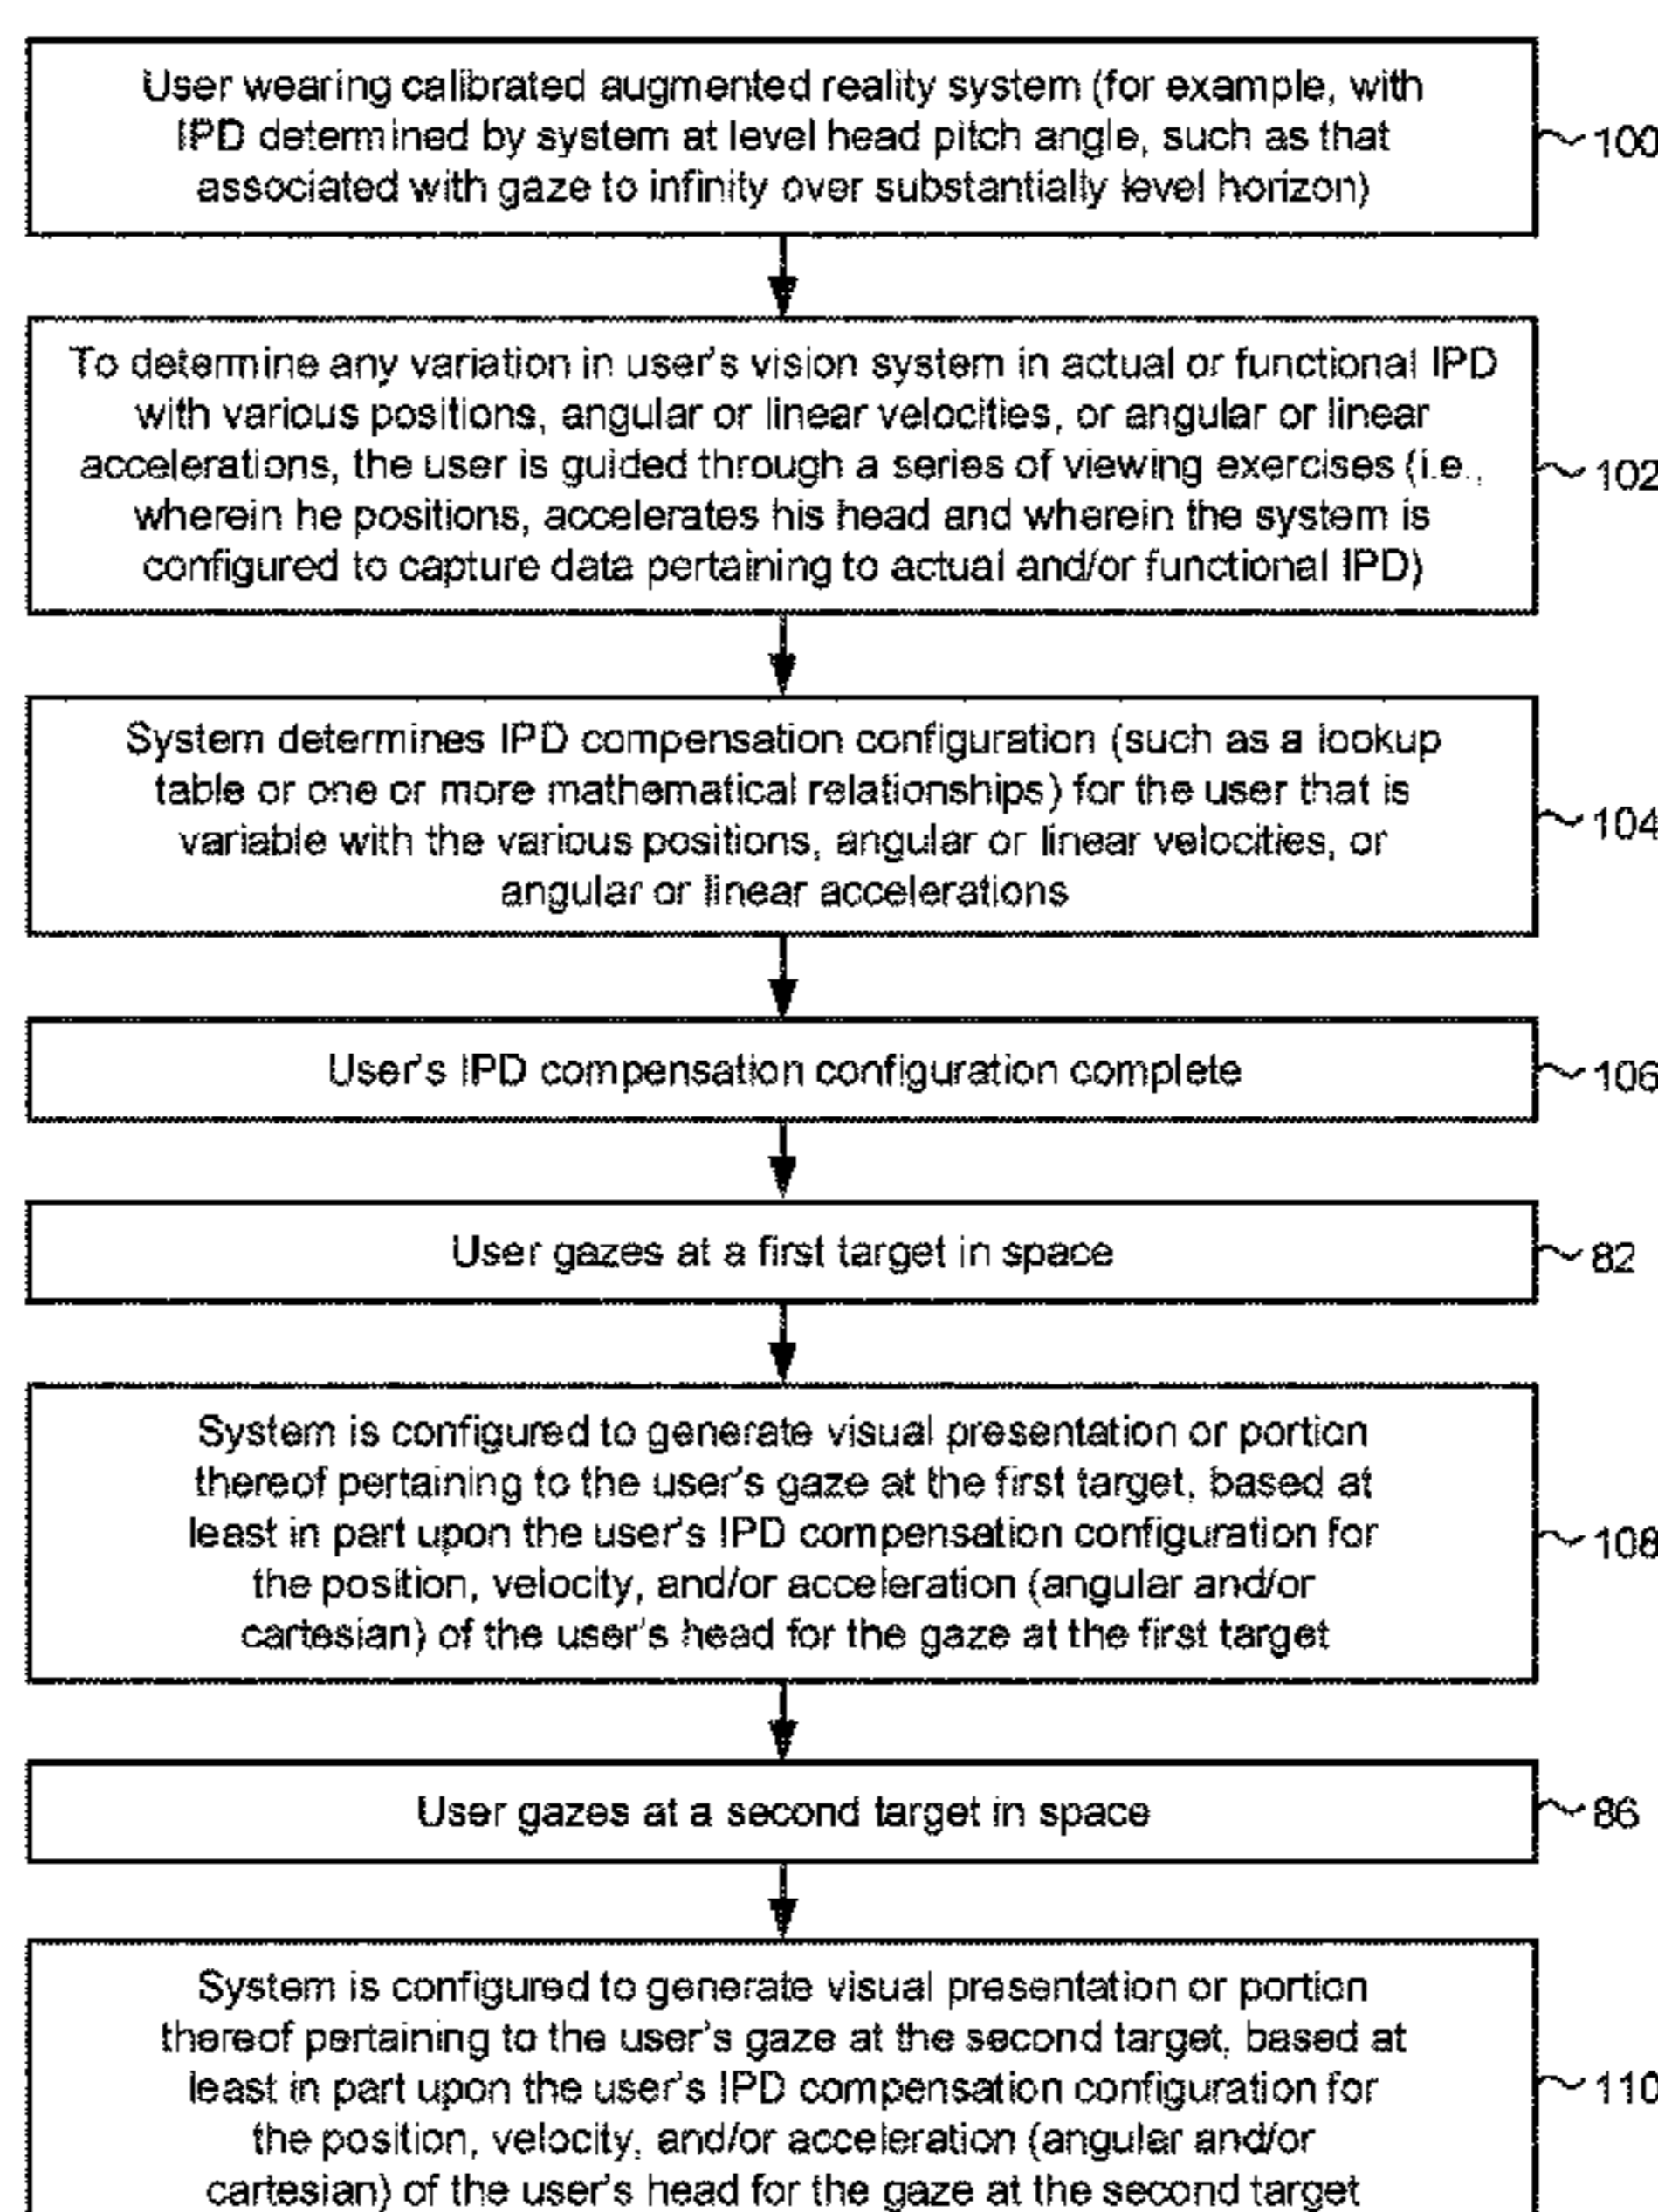 User wearing calibrated augmented reality system (for example, with
IPD determined by system at level head pitch angle, such as that
associated with gaze to infinity over substantially level horizon)
100
To determine any variation in user's vision system in actual or functional IPD
with various positions, angular or linear velocities, or angular or linear
accelerations, the user is guided through a series of viewing exercises (i.e.,
wherein he positions, accelerates his head and wherein the system is
configured to capture data pertaining to actual and/or functional IPD)
102
System determines IPD compensation configuration (such as a lookup
table or one or more mathematical relationships) for the user that is
variable with the various positions, angular or linear velocities, or
angular or linear accelerations
104
User's IPD compensation configuration complete
106
User gazes at a first target in space
82
System is configured to generate visual presentation or portion
thereof pertaining to the user's gaze at the first target, based at
least in part upon the user's IPD compensation configuration for
the position, velocity, and/or acceleration (angular and/or
cartesian) of the user's head for the gaze at the first target
108
User gazes at a second target in space
86
System is configured to generate visual presentation or portion
thereof pertaining to the user's gaze at the second target, based at
least in part upon the user's IPD compensation configuration for
the position, velocity, and/or acceleration (angular and/or
cartesian) of the user's head for the gaze at the second target
110